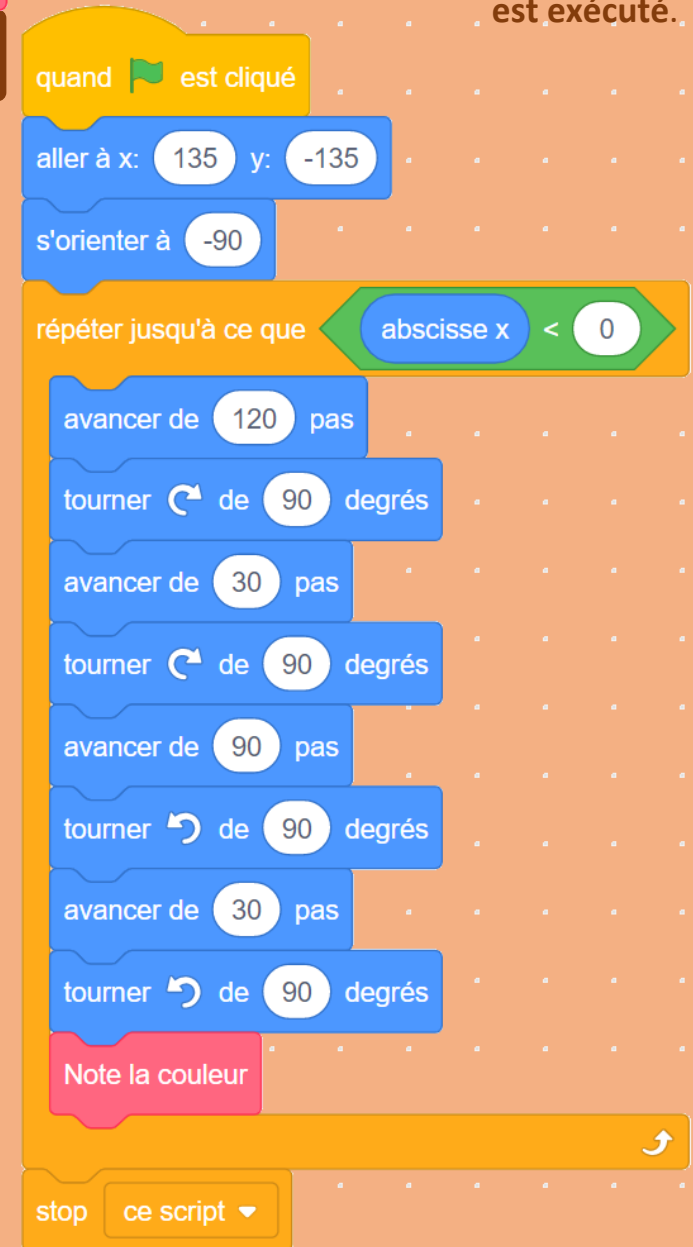 est exécuté.
quand est cliqué
aller à x: 135 y: -135
s'orienter à -90
répéter jusqu'à ce que abscisse x < 0
avancer de 120 pas
tourner de 90 degrés
avancer de 30 pas
tourner de 90 degrés
avancer de 90 pas
tourner de 90 degrés
avancer de 30 pas
tourner de 90 degrés
Note la couleur
stop ce script